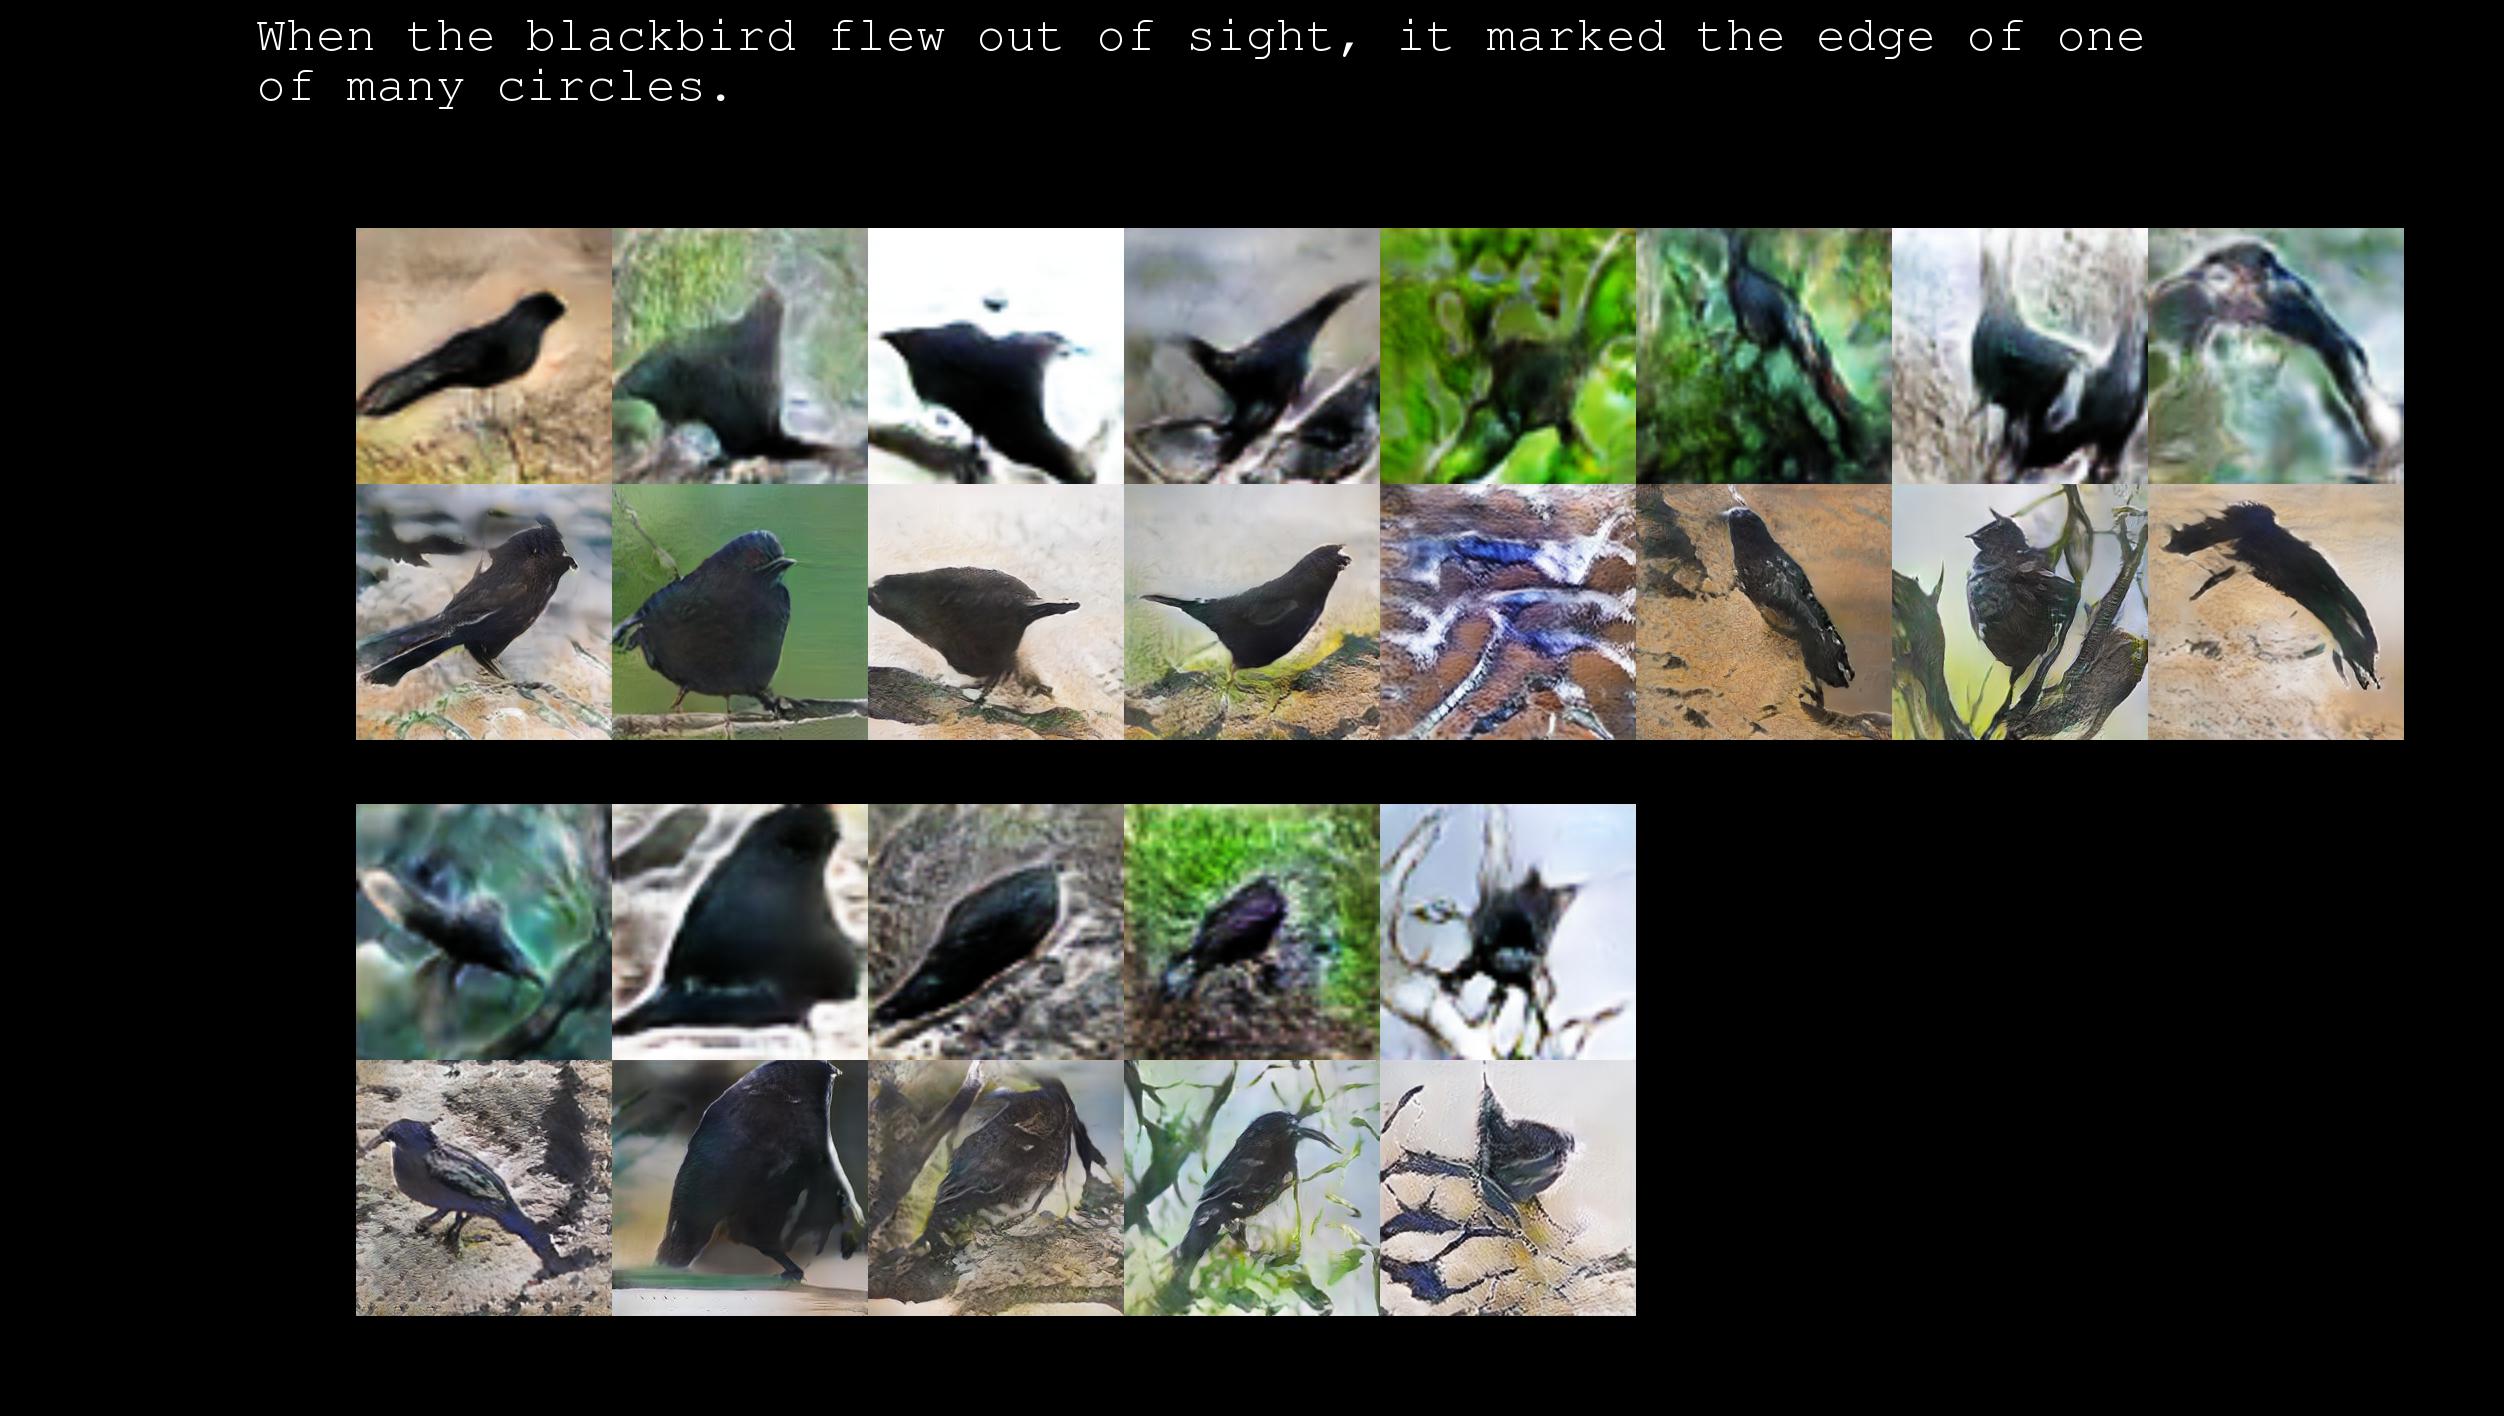 When the blackbird flew out of sight, it marked the edge of one
of many circles.